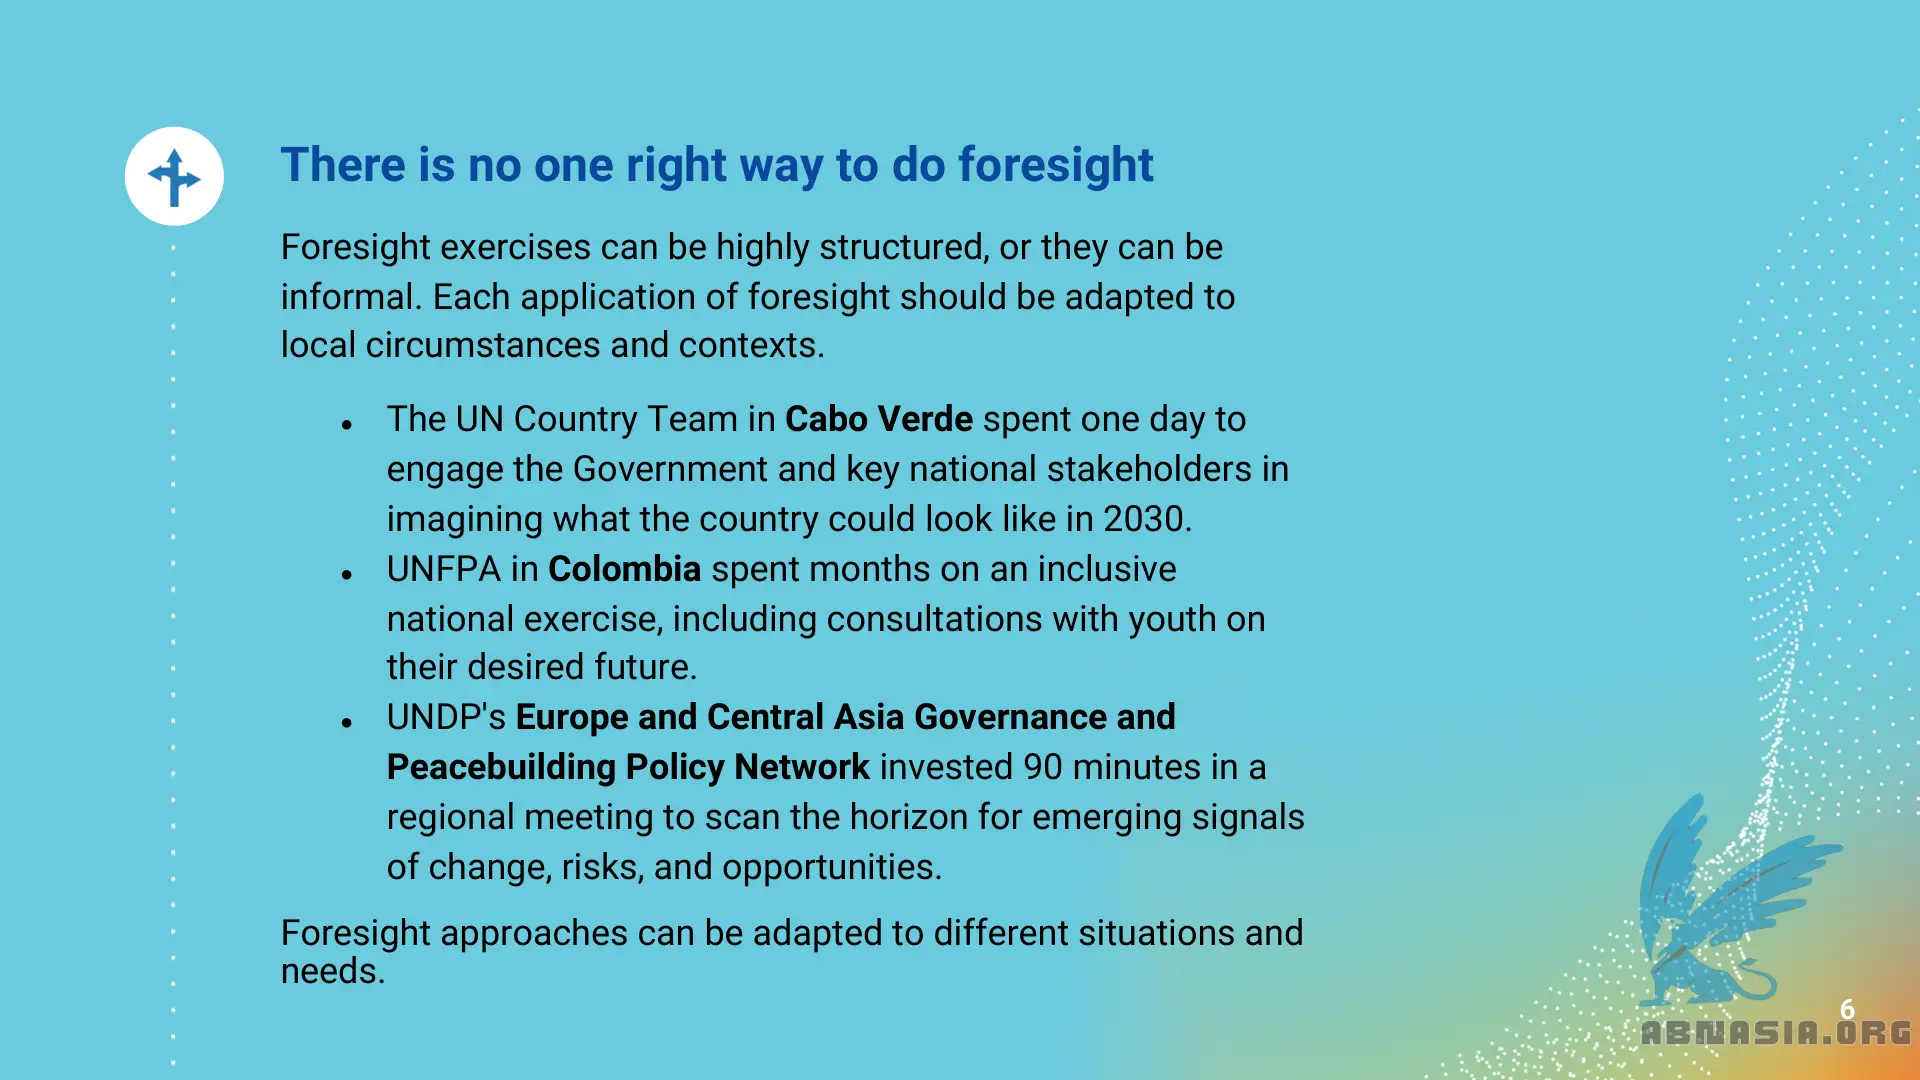 There is no one right way to do foresight
Foresight exercises can be highly structured, or they can be
informal. Each application of foresight should be adapted to
local circumstances and contexts.
● The UN Country Team in Cabo Verde spent one day to
engage the Government and key national stakeholders in
imagining what the country could look like in 2030.
● UNFPA in Colombia spent months on an inclusive
national exercise, including consultations with youth on
their desired future.
● UNDP's Europe and Central Asia Governance and
Peacebuilding Policy Network invested 90 minutes in a
regional meeting to scan the horizon for emerging signals
of change, risks, and opportunities.
Foresight approaches can be adapted to different situations and
needs.
6
ABNASIA.ORG